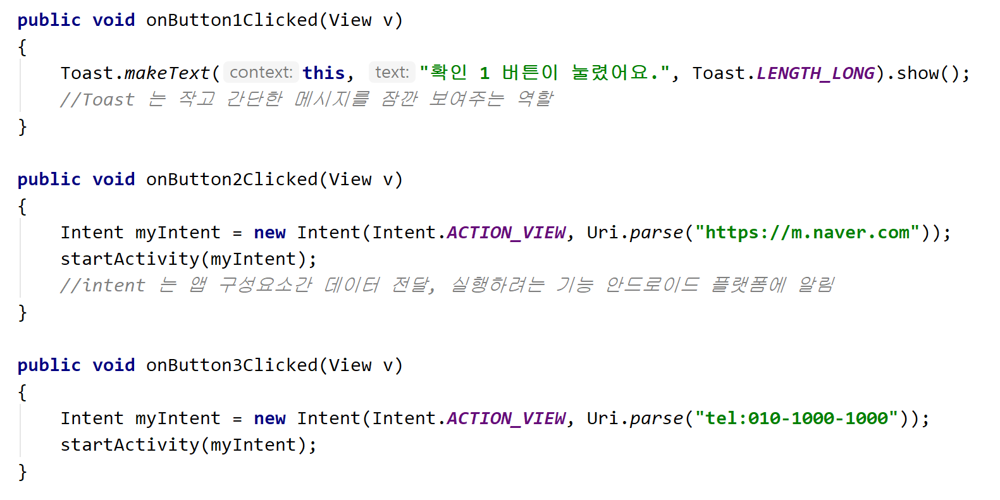 public void onButton1Clicked(View v)
{
Toast.makeText( context: this, text: "확인 1 버튼이 눌렸어요.", Toast.LENGTH_LONG).show();
//Toast 는 작고 간단한 메시지를 잠깐 보여주는 역할
}
public void onButton2Clicked(View v)
{
Intent myIntent = new Intent(Intent.ACTION_VIEW, Uri.parse("https://m.naver.com"));
startActivity(myIntent);
//intent 는 앱 구성요소간 데이터 전달, 실행하려는 기능 안드로이드 플랫폼에 알림
}
public void onButton3Clicked(View v)
{
Intent myIntent = new Intent(Intent.ACTION_VIEW, Uri.parse("tel:010-1000-1000"));
startActivity(myIntent);
}